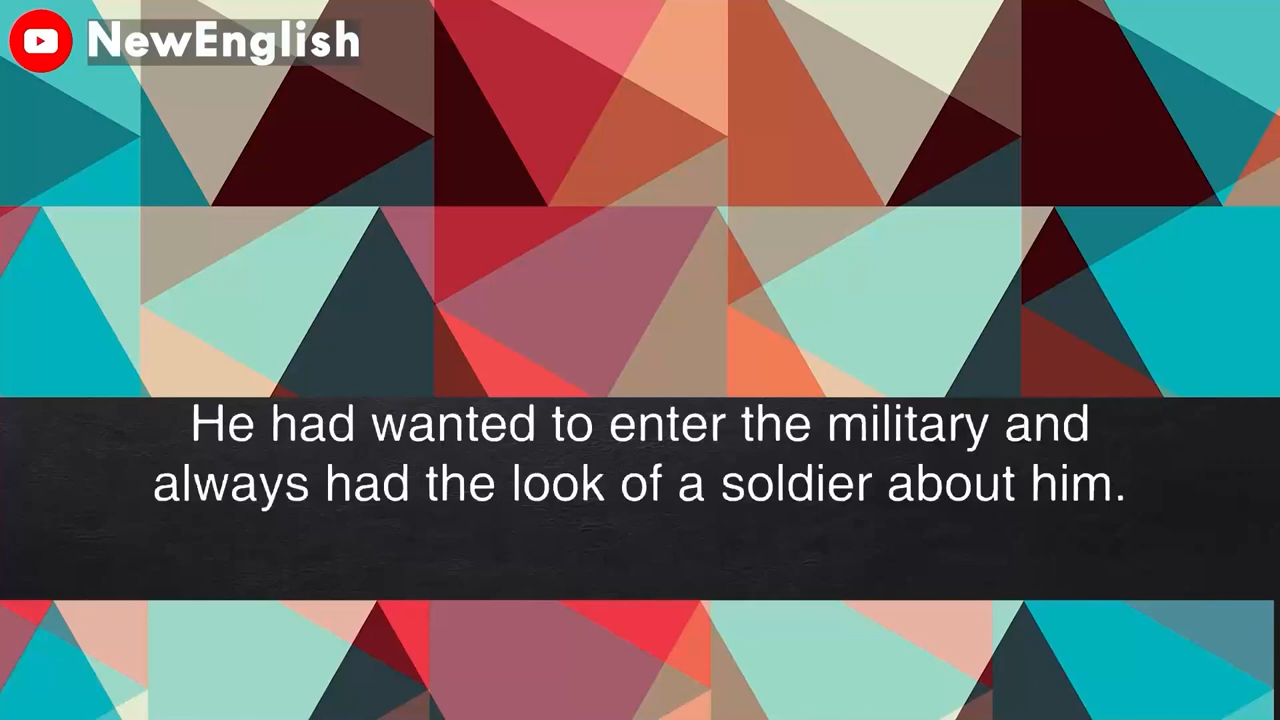 NewEnglish
He had wanted to enter the military and
always had the look of a soldier about him.